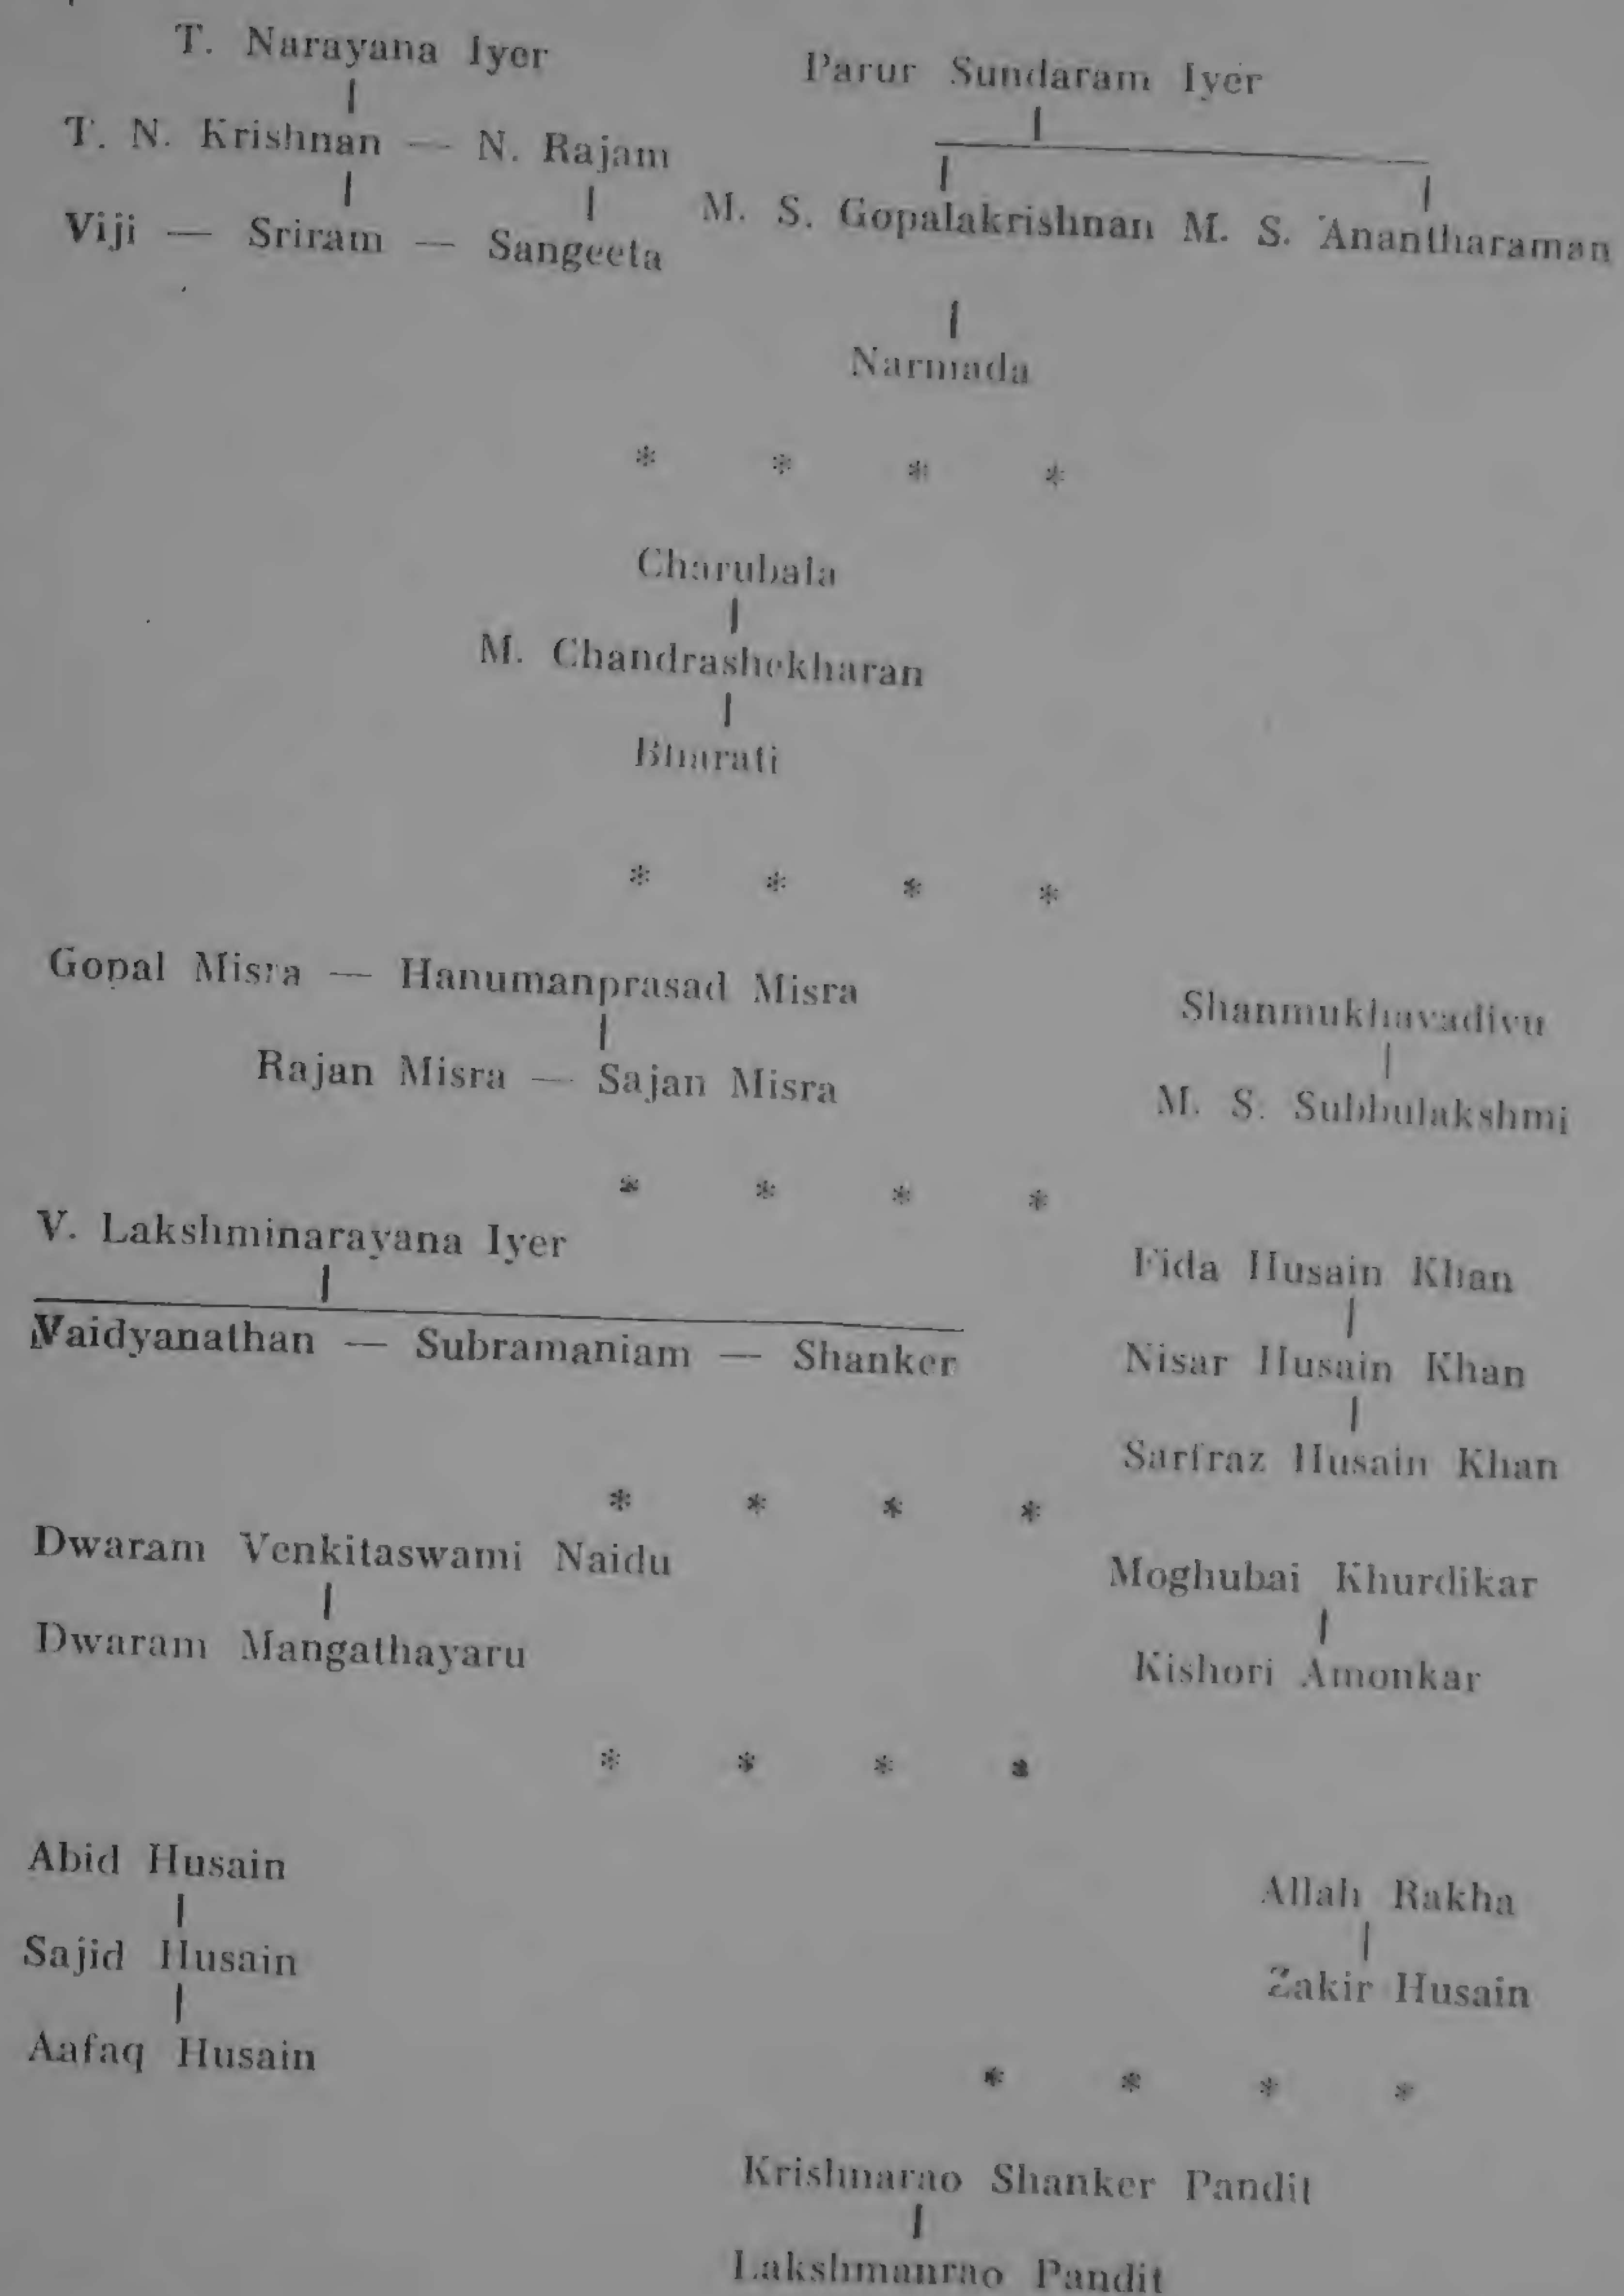 T. Narayana Iyer
T. N. Krishnan — N. Rajam
Viji — Sriram — Sangeeta
Parur Sundaram Iyer
M. S. Gopalakrishnan M. S. Anantharaman
Narmada
* * * *
Charubala
M. Chandrashekharan
Bharati
* * * *
Gopal Misra — Hanumanprasad Misra
Rajan Misra — Sajan Misra
Shanmukhavadivu
M. S. Subbulakshmi
* * * *
V. Lakshminarayana Iyer
Vaidyanathan — Subramaniam — Shanker
Fida Husain Khan
Nisar Husain Khan
Sarfraz Husain Khan
* * * *
Dwaram Venkitaswami Naidu
Dwaram Mangathayaru
Moghubai Khurdikar
Kishori Amonkar
* * * *
Abid Husain
Sajid Husain
Aafaq Husain
Allah Rakha
Zakir Husain
* * * *
Krishnarao Shanker Pandit
Lakshmanrao Pandit